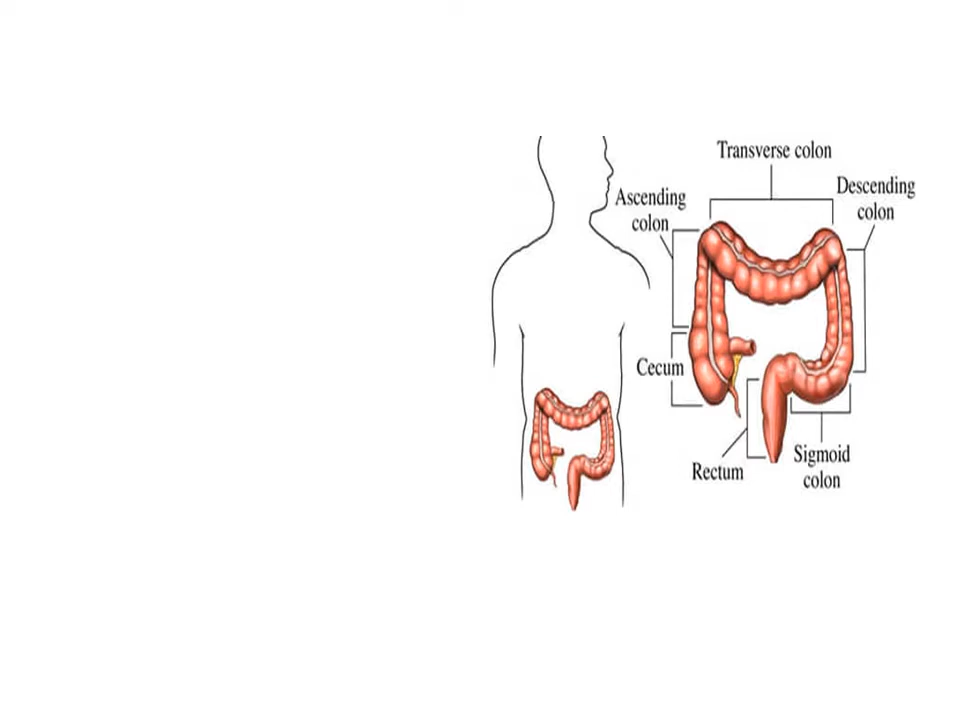 Transverse colon
Ascending
colon
Descending
colon
Cecum
Rectum
Sigmoid
colon